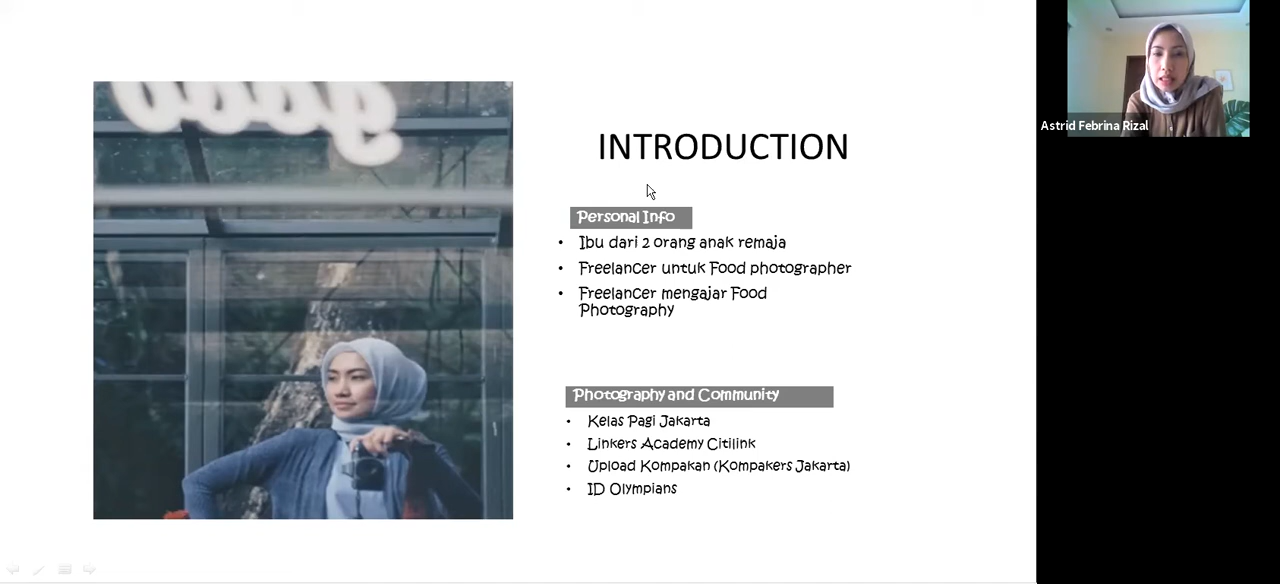 good
INTRODUCTION
Personal Info
• Ibu dari 2 orang anak remaja
• Freelancer untuk Food photographer
• Freelancer mengajar Food
Photography
Photography and Community
• Kelas Pagi Jakarta
• Linkers Academy Citilink
• Upload Kompakan (Kompakers Jakarta)
• ID Olympians
Astrid Febrina Rizal